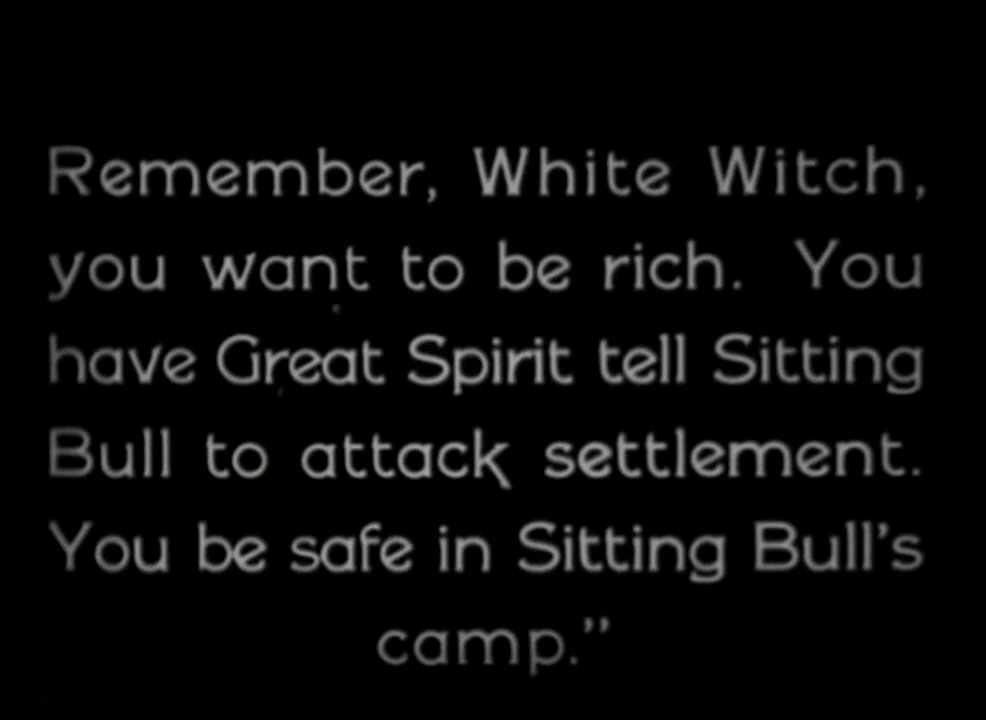 Remember, White Witch,
you want to be rich. You
have Great Spirit tell Sitting
Bull to attack settlement.
You be safe in Sitting Bull's
camp."